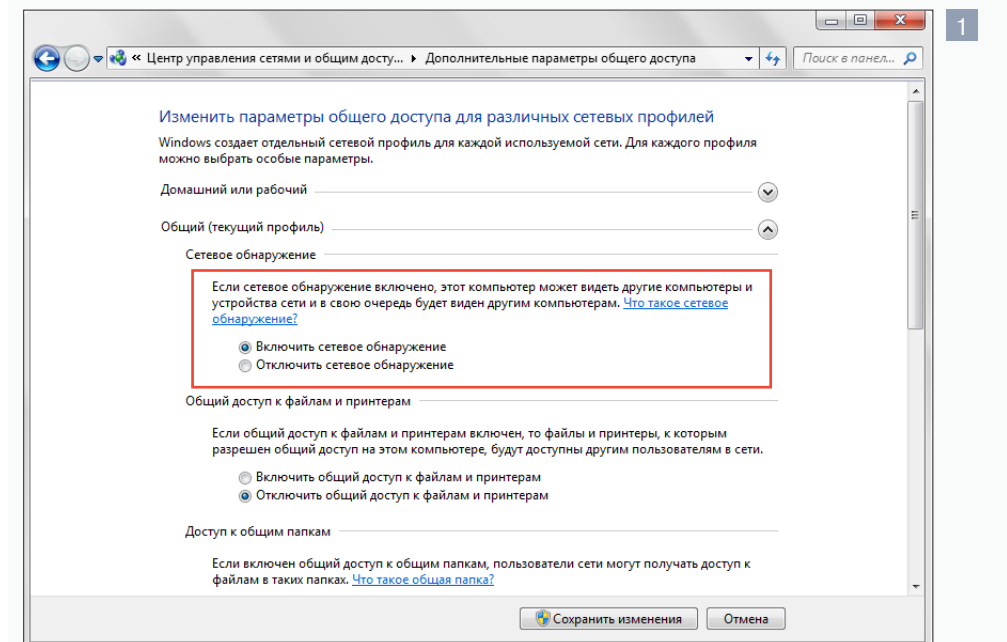 1
« Центр управления сетями и общим досту... ▸ Дополнительные параметры общего доступа
Поиск в панел...
Изменить параметры общего доступа для различных сетевых профилей
Windows создает отдельный сетевой профиль для каждой используемой сети. Для каждого профиля
можно выбрать особые параметры.
Домашний или рабочий
Общий (текущий профиль)
Сетевое обнаружение
Если сетевое обнаружение включено, этот компьютер может видеть другие компьютеры и
устройства сети и в свою очередь будет виден другим компьютерам. Что такое сетевое
обнаружение?
Включить сетевое обнаружение
Отключить сетевое обнаружение
Общий доступ к файлам и принтерам
Если общий доступ к файлам и принтерам включен, то файлы и принтеры, к которым
разрешен общий доступ на этом компьютере, будут доступны другим пользователям в сети.
Включить общий доступ к файлам и принтерам
Отключить общий доступ к файлам и принтерам
Доступ к общим папкам
Если включен общий доступ к общим папкам, пользователи сети могут получать доступ к
файлам в таких папках. Что такое общая папка?
Сохранить изменения
Отмена